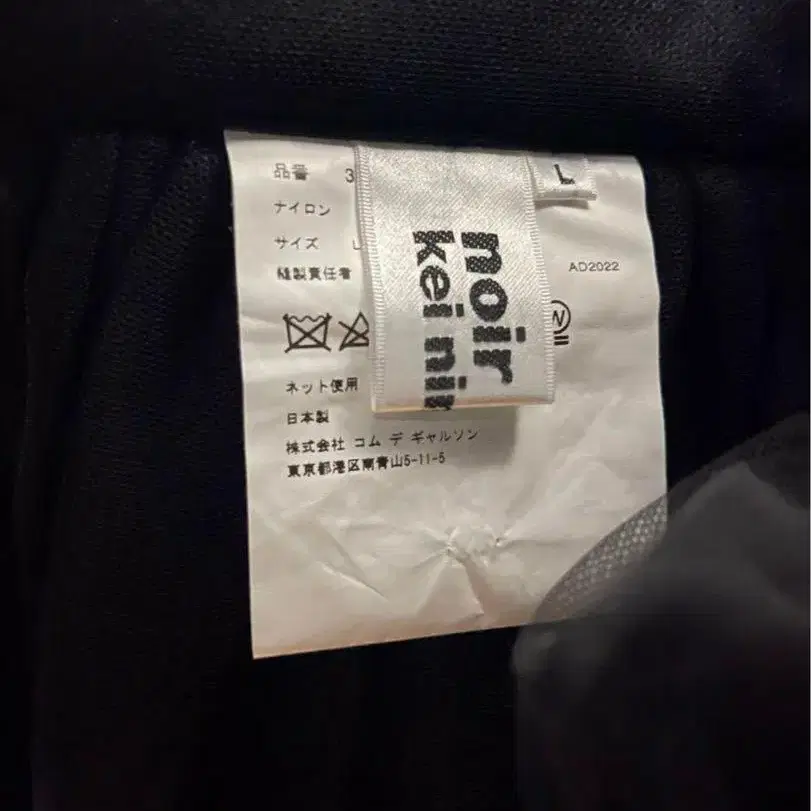 品番 3
ナイロン
サイズ L
縫製責任者
AD2022
ネット使用
日本製
株式会社 コム デ ギャルソン
東京都港区南青山5-11-5
noir
kei nin
L
W